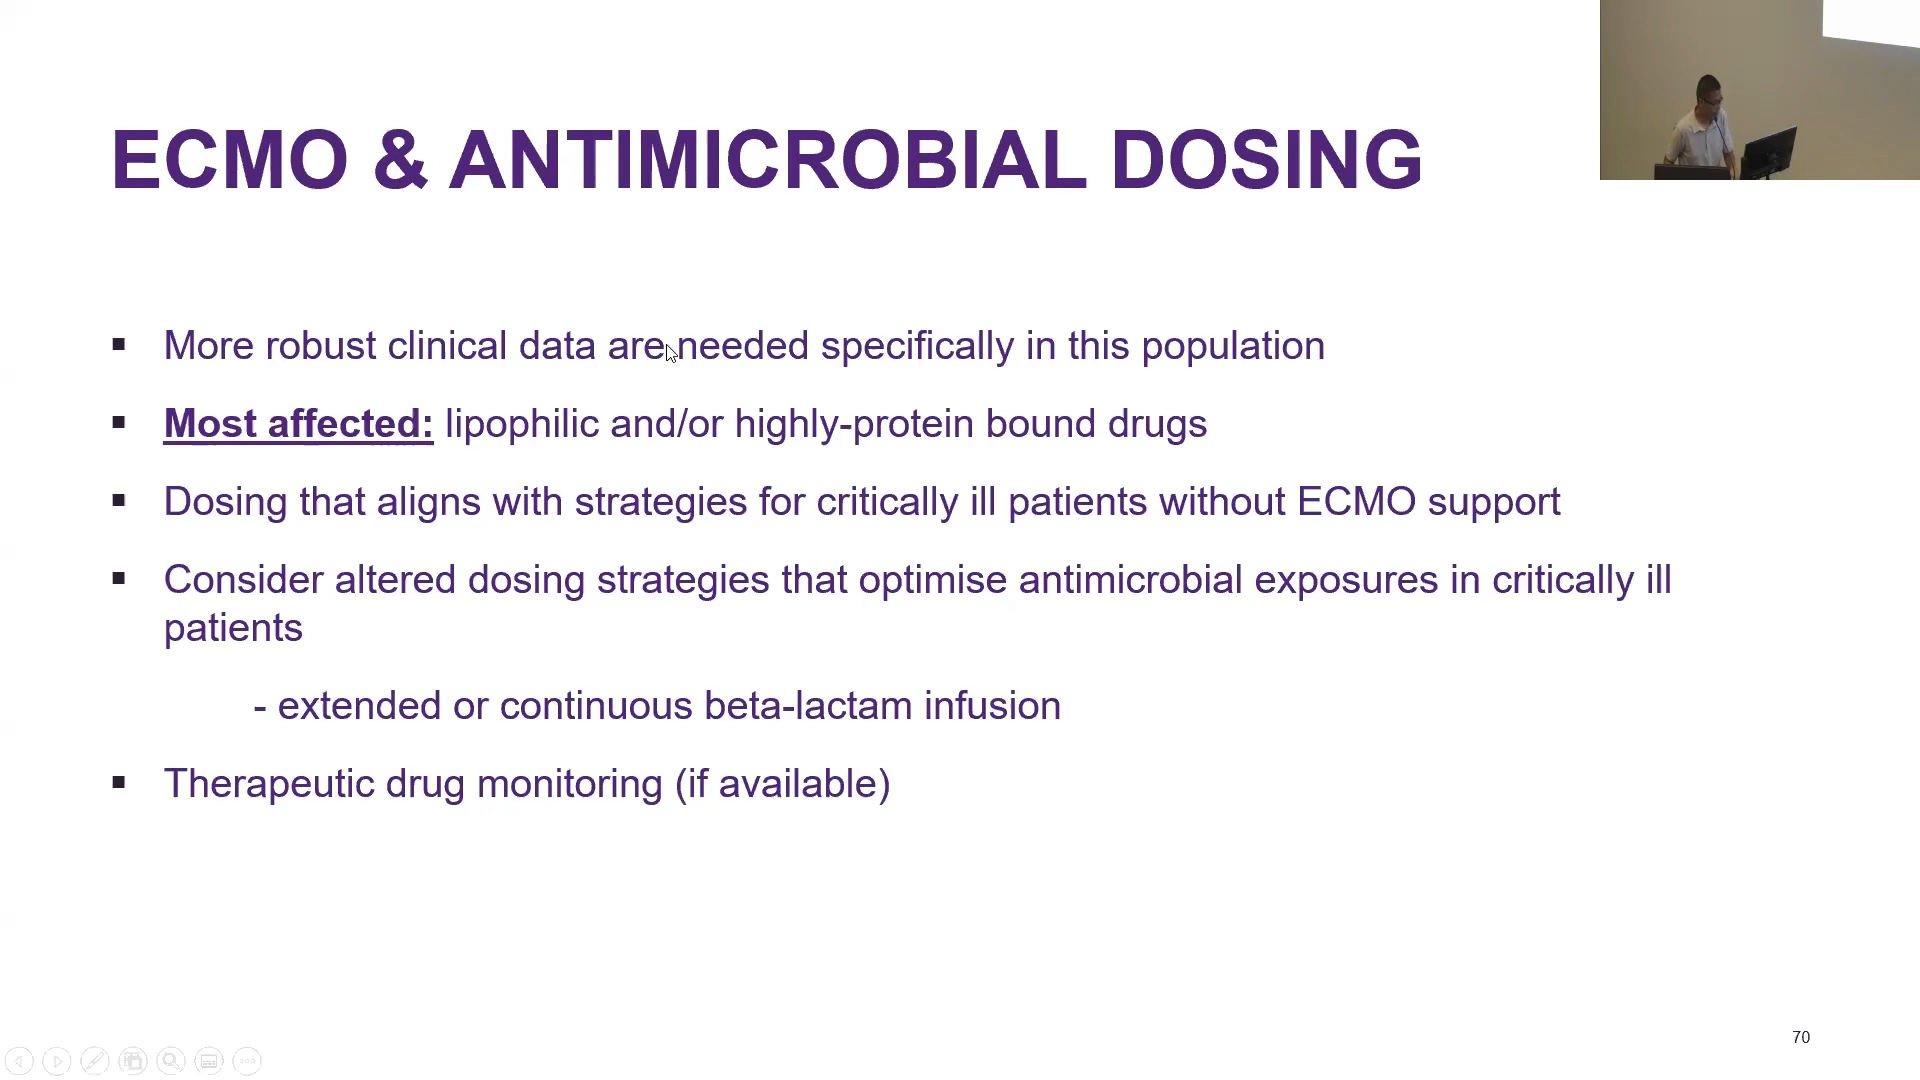 ECMO & ANTIMICROBIAL DOSING
▪ More robust clinical data are needed specifically in this population
▪ Most affected: lipophilic and/or highly-protein bound drugs
▪ Dosing that aligns with strategies for critically ill patients without ECMO support
▪ Consider altered dosing strategies that optimise antimicrobial exposures in critically ill
patients
- extended or continuous beta-lactam infusion
▪ Therapeutic drug monitoring (if available)
70